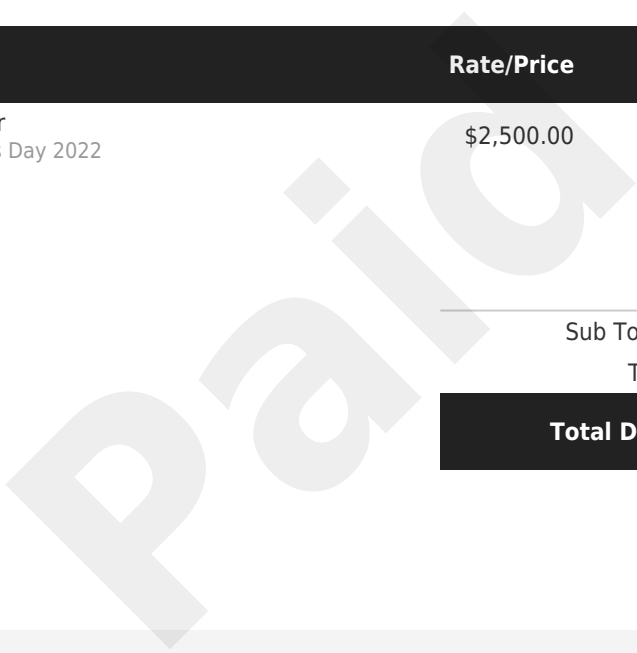 Rate/Price
r
s Day 2022
$2,500.00
Sub To
T
Total D
Paid